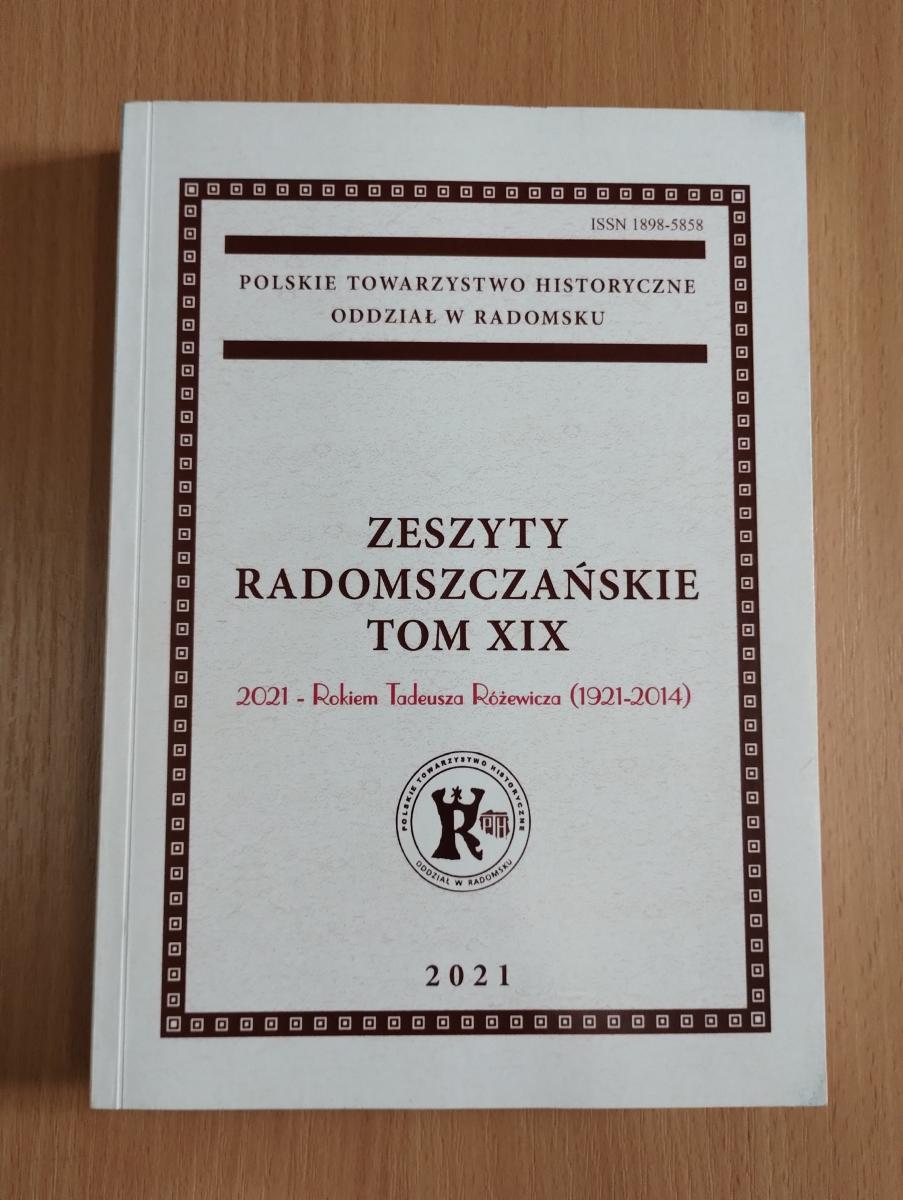 ISSN 1898-5858
POLSKIE TOWARZYSTWO HISTORYCZNE
ODDZIAŁ W RADOMSKU
ZESZYTY
RADOMSZCZAŃSKIE
TOM XIX
2021 - Rokiem Tadeusza Różewicza (1921-2014)
POLSKIE TOWARZYSTWO HISTORYCZNE
R PTH
ODDZIAŁ W RADOMSKU
2021